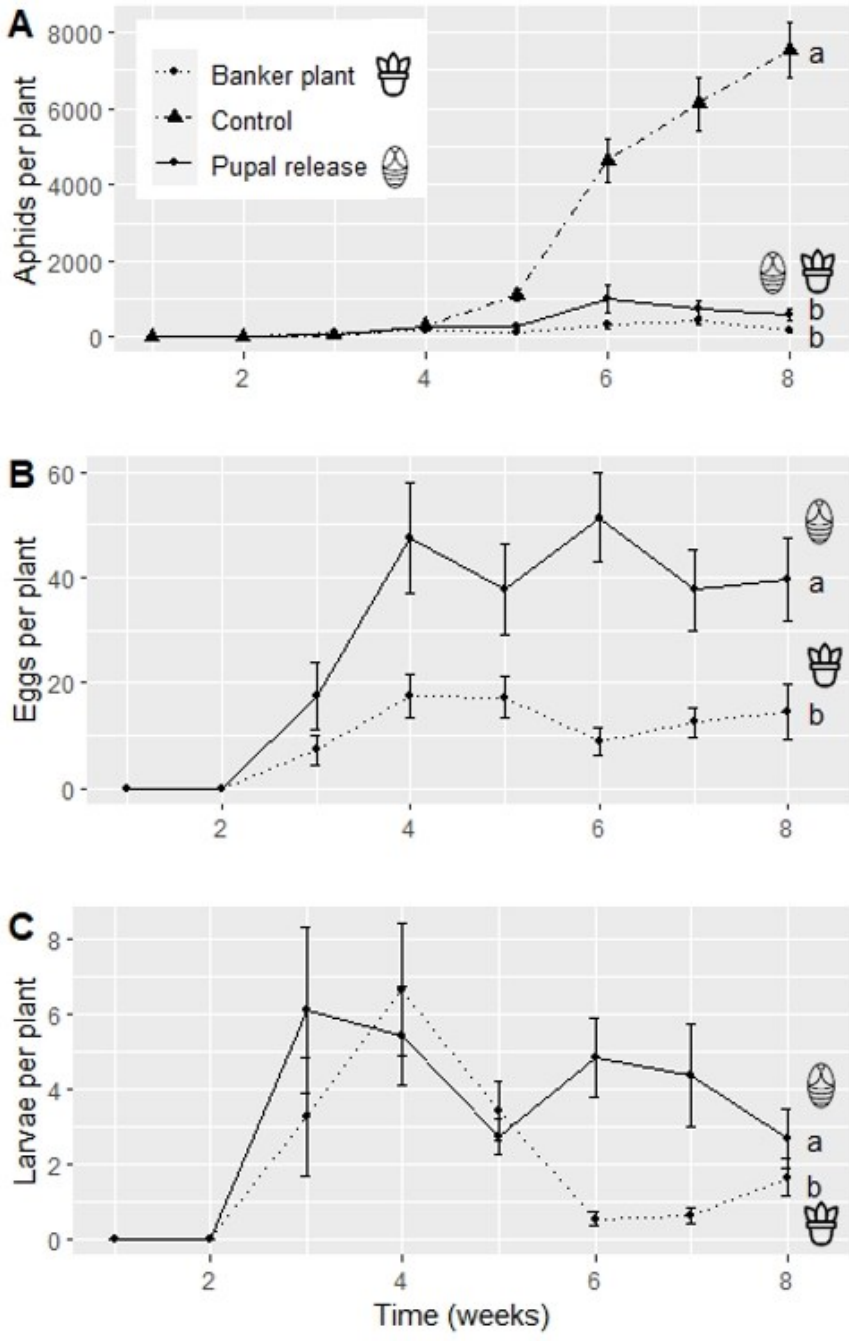 A
Aphids per plant
8000
6000
4000
2000
0
Banker plant
Control
Pupal release
a
b
b
2 4 6 8
B
Eggs per plant
60
40
20
0
a
b
2 4 6 8
C
Larvae per plant
8
6
4
2
0
a
b
2 4 6 8
Time (weeks)